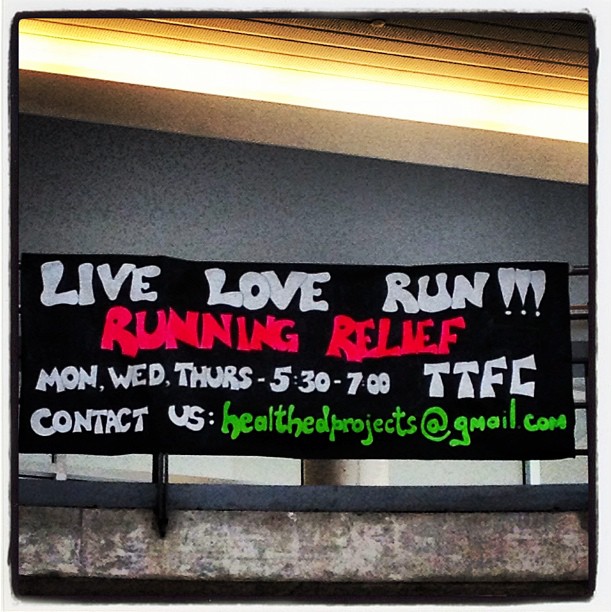 LIVE LOVE RUN!!!
RUNNING RELIEF
MON, WED, THURS - 5:30 - 7:00 TTFC
CONTACT US: healthedprojects@gmail.com